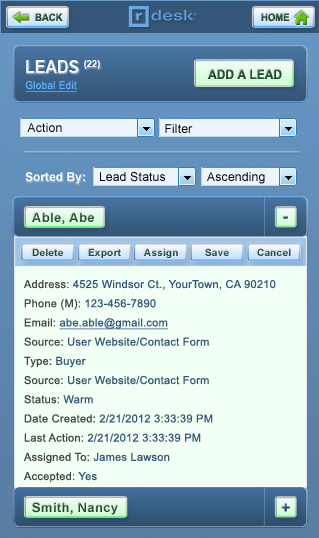 BACK
r desk
HOME
LEADS (22)
Global Edit
ADD A LEAD
Action
Filter
Sorted By:
Lead Status
Ascending
Able, Abe
-
Delete
Export
Assign
Save
Cancel
Address: 4525 Windsor Ct., YourTown, CA 90210
Phone (M): 123-456-7890
Email: abe.able@gmail.com
Source: User Website/Contact Form
Type: Buyer
Source: User Website/Contact Form
Status: Warm
Date Created: 2/21/2012 3:33:39 PM
Last Action: 2/21/2012 3:33:39 PM
Assigned To: James Lawson
Accepted: Yes
Smith, Nancy
+